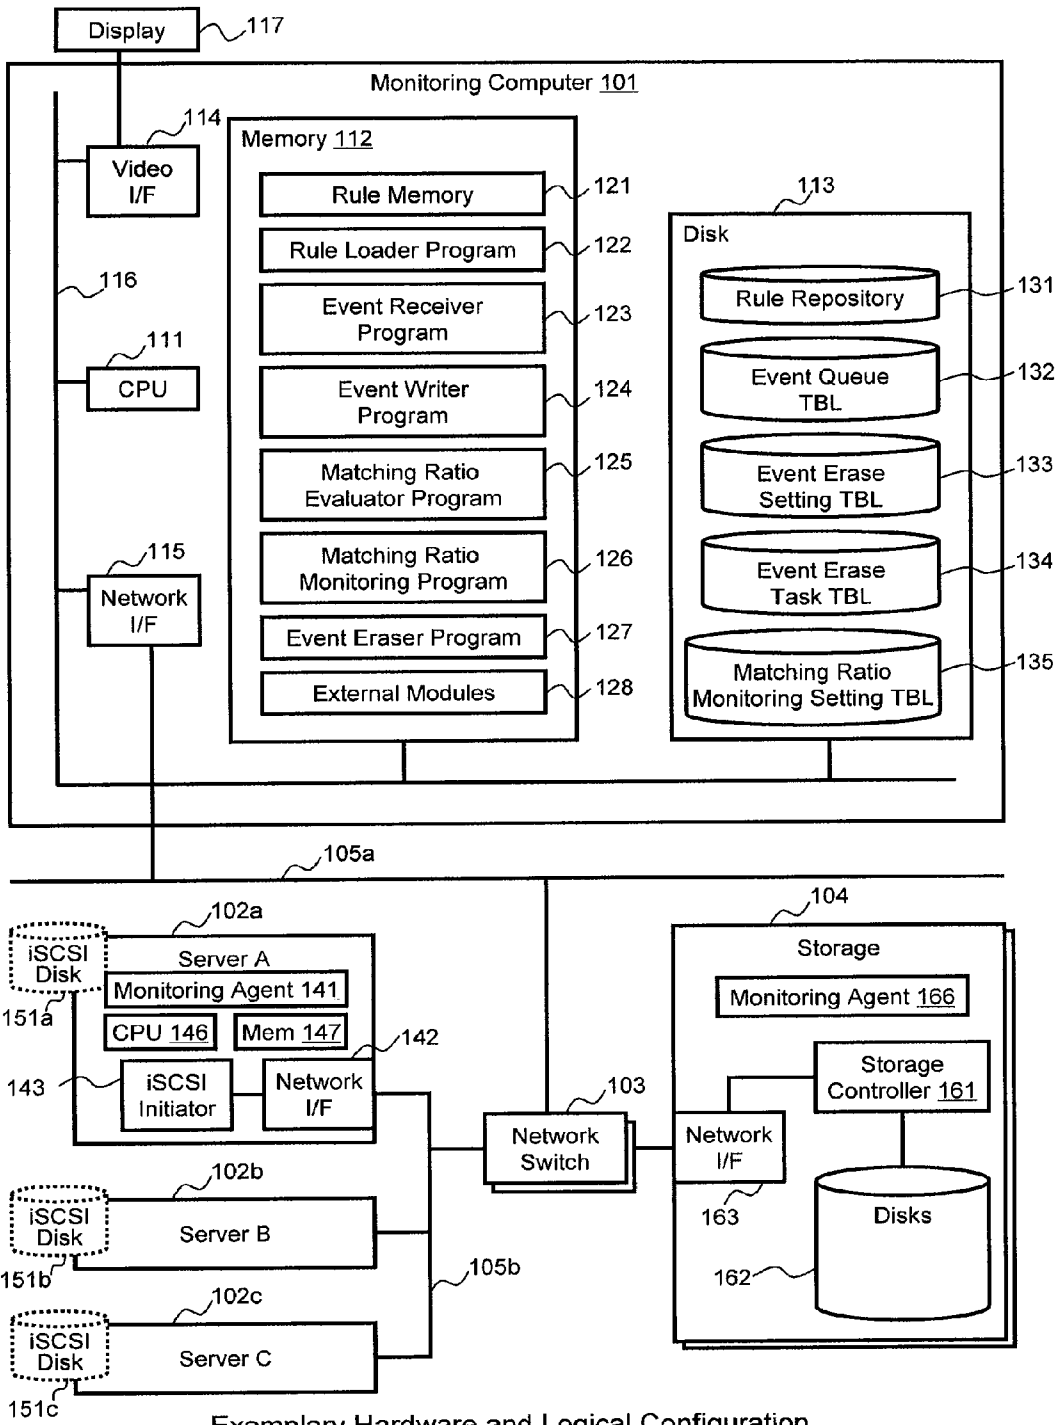 Display
117
Monitoring Computer 101
114
Video
I/F
116
111
CPU
115
Network
I/F
Memory 112
Rule Memory
121
Rule Loader Program
122
Event Receiver
Program
123
Event Writer
Program
124
Matching Ratio
Evaluator Program
125
Matching Ratio
Monitoring Program
126
Event Eraser Program
127
External Modules
128
113
Disk
Rule Repository
131
Event Queue
TBL
132
Event Erase
Setting TBL
133
Event Erase
Task TBL
134
Matching Ratio
Monitoring Setting TBL
135
105a
102a
iSCSI
Disk
151a
Server A
Monitoring Agent 141
CPU 146
Mem 147
142
143
iSCSI
Initiator
Network
I/F
102b
iSCSI
Disk
151b
Server B
105b
102c
iSCSI
Disk
151c
Server C
103
Network
Switch
104
Storage
Monitoring Agent 166
Storage
Controller 161
Network
I/F
163
Disks
162
Exemplary Hardware and Logical Configuration